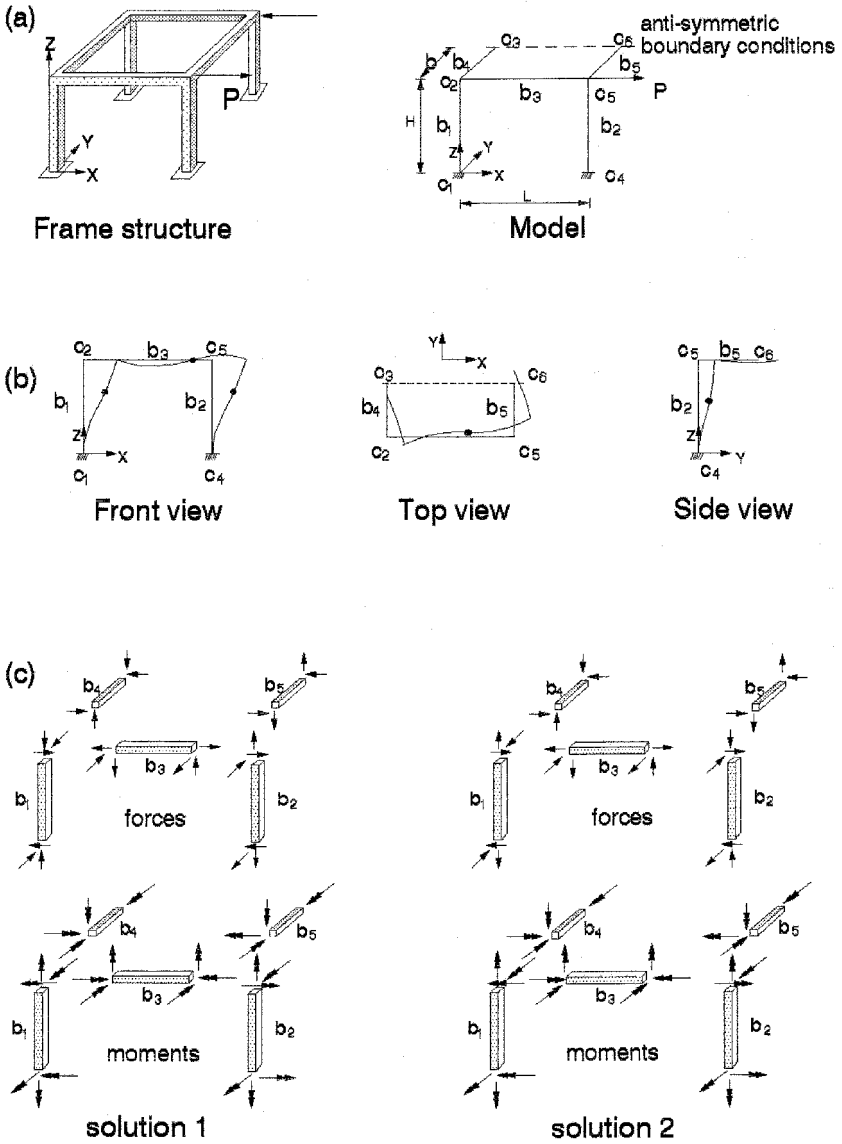 (a)
Z
Y
X
P
Frame structure
anti-symmetric
boundary conditions
c3
c6
b
b4
b5
c2
b3
c5
P
H
b1
b2
Z
Y
X
c1
c4
L
Model
(b)
c2
b3
c5
b1
b2
Z
X
c1
c4
Front view
Y
X
c3
c6
b4
b5
c2
c5
Top view
c5
b5
c6
b2
Z
Y
c4
Side view
(c)
b4
b5
b3
b1
b2
forces
b4
b5
b3
b1
b2
moments
solution 1
b4
b5
b3
b1
b2
forces
b4
b5
b3
b1
b2
moments
solution 2